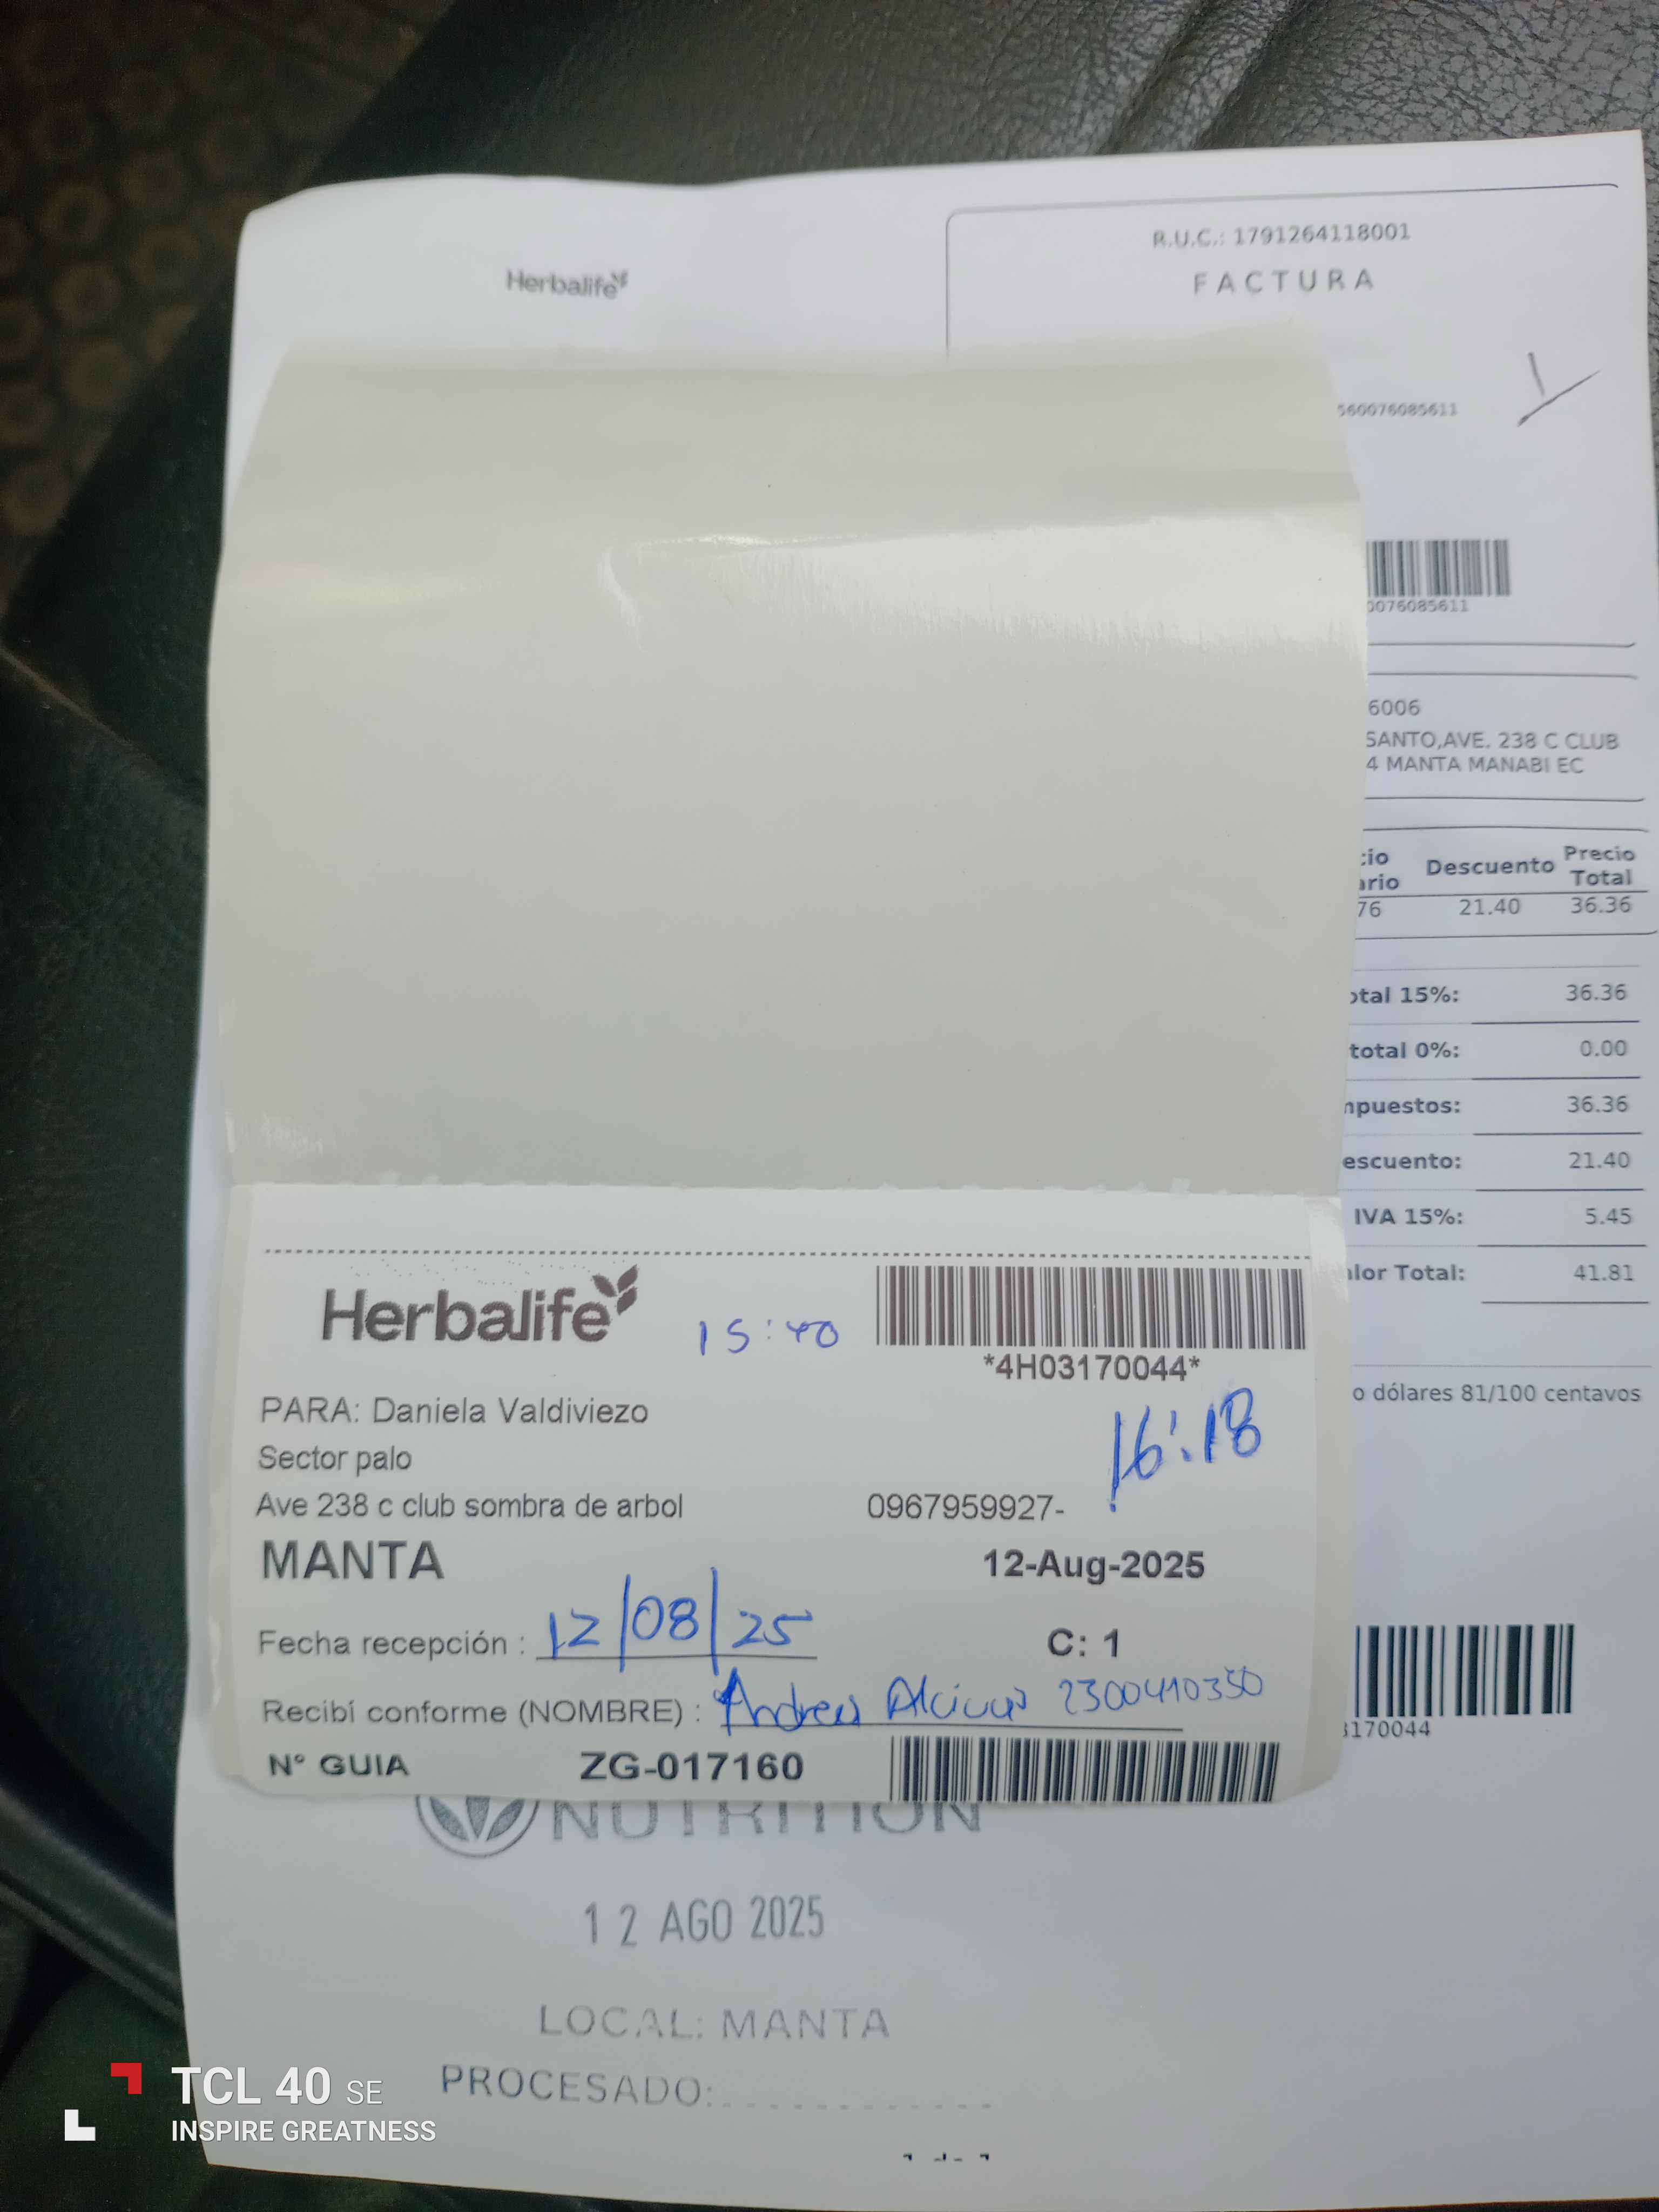 R.U.C.: 1791264118001
Herbalife
FACTURA
560076085611
0076085611
6006
SANTO,AVE. 238 C CLUB
4 MANTA MANABI EC
cio
ario
Descuento
Precio
Total
76 21.40 36.36
otal 15%: 36.36
total 0%: 0.00
mpuestos: 36.36
escuento: 21.40
IVA 15%: 5.45
alor Total: 41.81
o dólares 81/100 centavos
Herbalife
15:40
*4H03170044*
PARA: Daniela Valdiviezo
16:18
Sector palo
Ave 238 c club sombra de arbol 0967959927-
MANTA 12-Aug-2025
Fecha recepción : 12/08/25 C: 1
Recibí conforme (NOMBRE) : Andres 2300410350
N° GUIA ZG-017160
3170044
NUTRITION
12 AGO 2025
LOCAL: MANTA
PROCESADO:
TCL 40 SE
INSPIRE GREATNESS